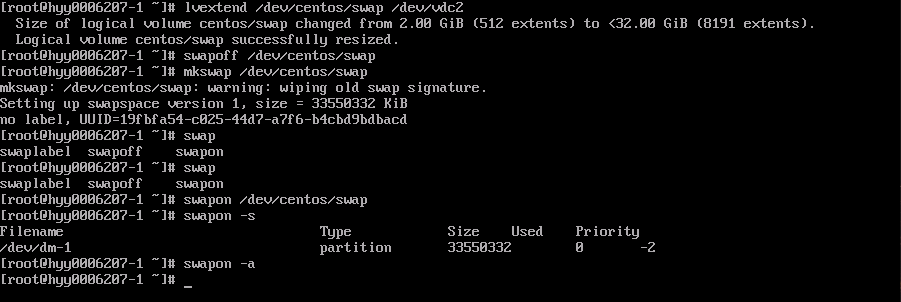 [root@hyy0006207-1 ~]# lvextend /dev/centos/swap /dev/vdc2
  Size of logical volume centos/swap changed from 2.00 GiB (512 extents) to <32.00 GiB (8191 extents).
  Logical volume centos/swap successfully resized.
[root@hyy0006207-1 ~]# swapoff /dev/centos/swap
[root@hyy0006207-1 ~]# mkswap /dev/centos/swap
mkswap: /dev/centos/swap: warning: wiping old swap signature.
Setting up swapspace version 1, size = 33550332 KiB
no label, UUID=19fbfa54-c025-44d7-a7f6-b4cbd9bdbacd
[root@hyy0006207-1 ~]# swap
swaplabel  swapoff    swapon
[root@hyy0006207-1 ~]# swap
swaplabel  swapoff    swapon
[root@hyy0006207-1 ~]# swapon /dev/centos/swap
[root@hyy0006207-1 ~]# swapon -s
Filename                                Type            Size    Used    Priority
/dev/dm-1                               partition       33550332        0       -2
[root@hyy0006207-1 ~]# swapon -a
[root@hyy0006207-1 ~]# _